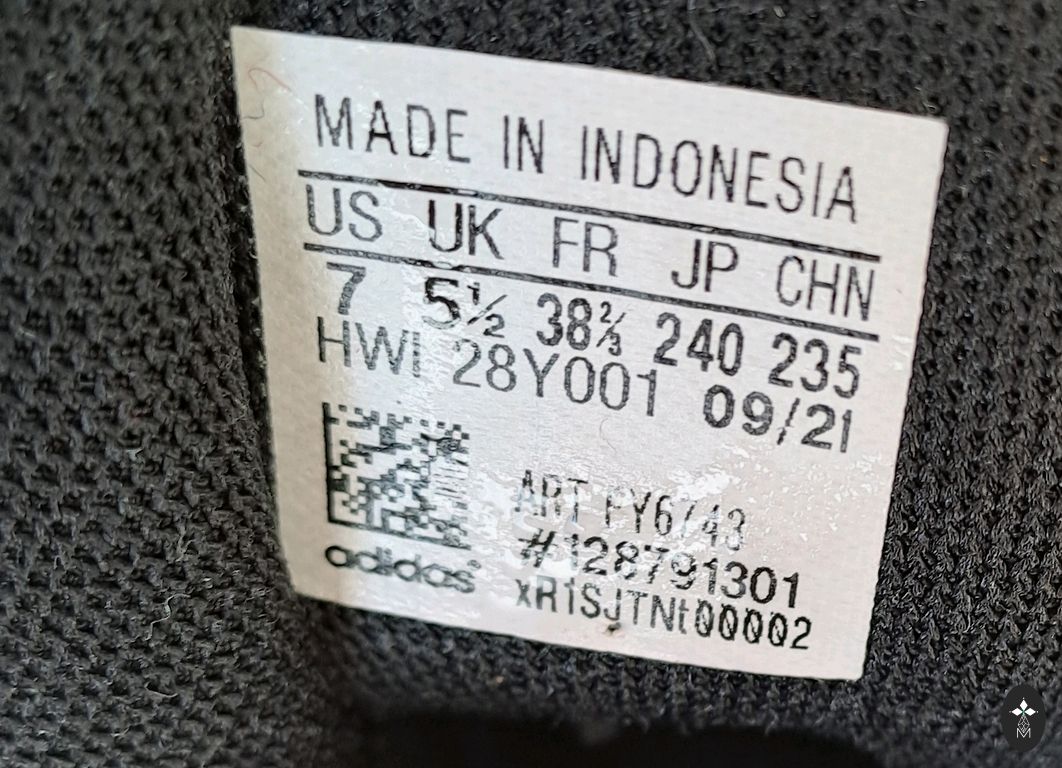 MADE IN INDONESIA
US UK FR JP CHN
7 5½ 38⅔ 240 235
HWI 28Y001 09/21
ART FY6743
#128791301
adidas
xR1SJTNt00002
M